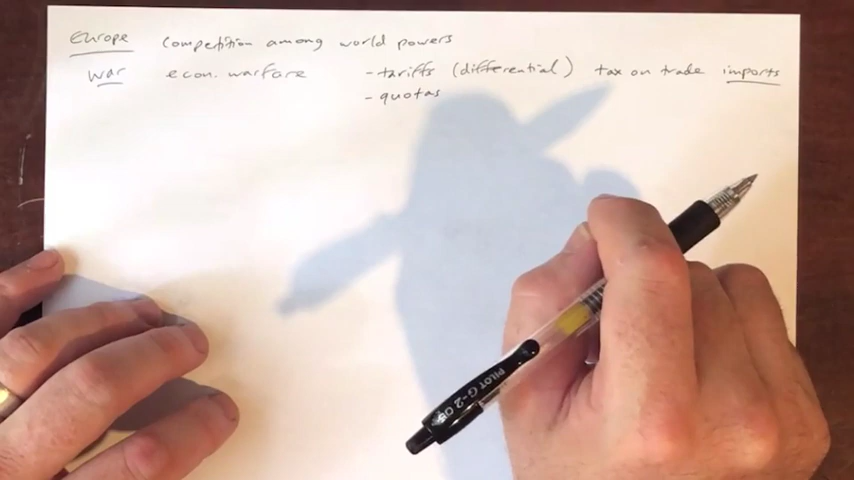 Europe competition among world powers
war econ. warfare - tariffs (differential) tax on trade imports
- quotas
PILOT G-2 05